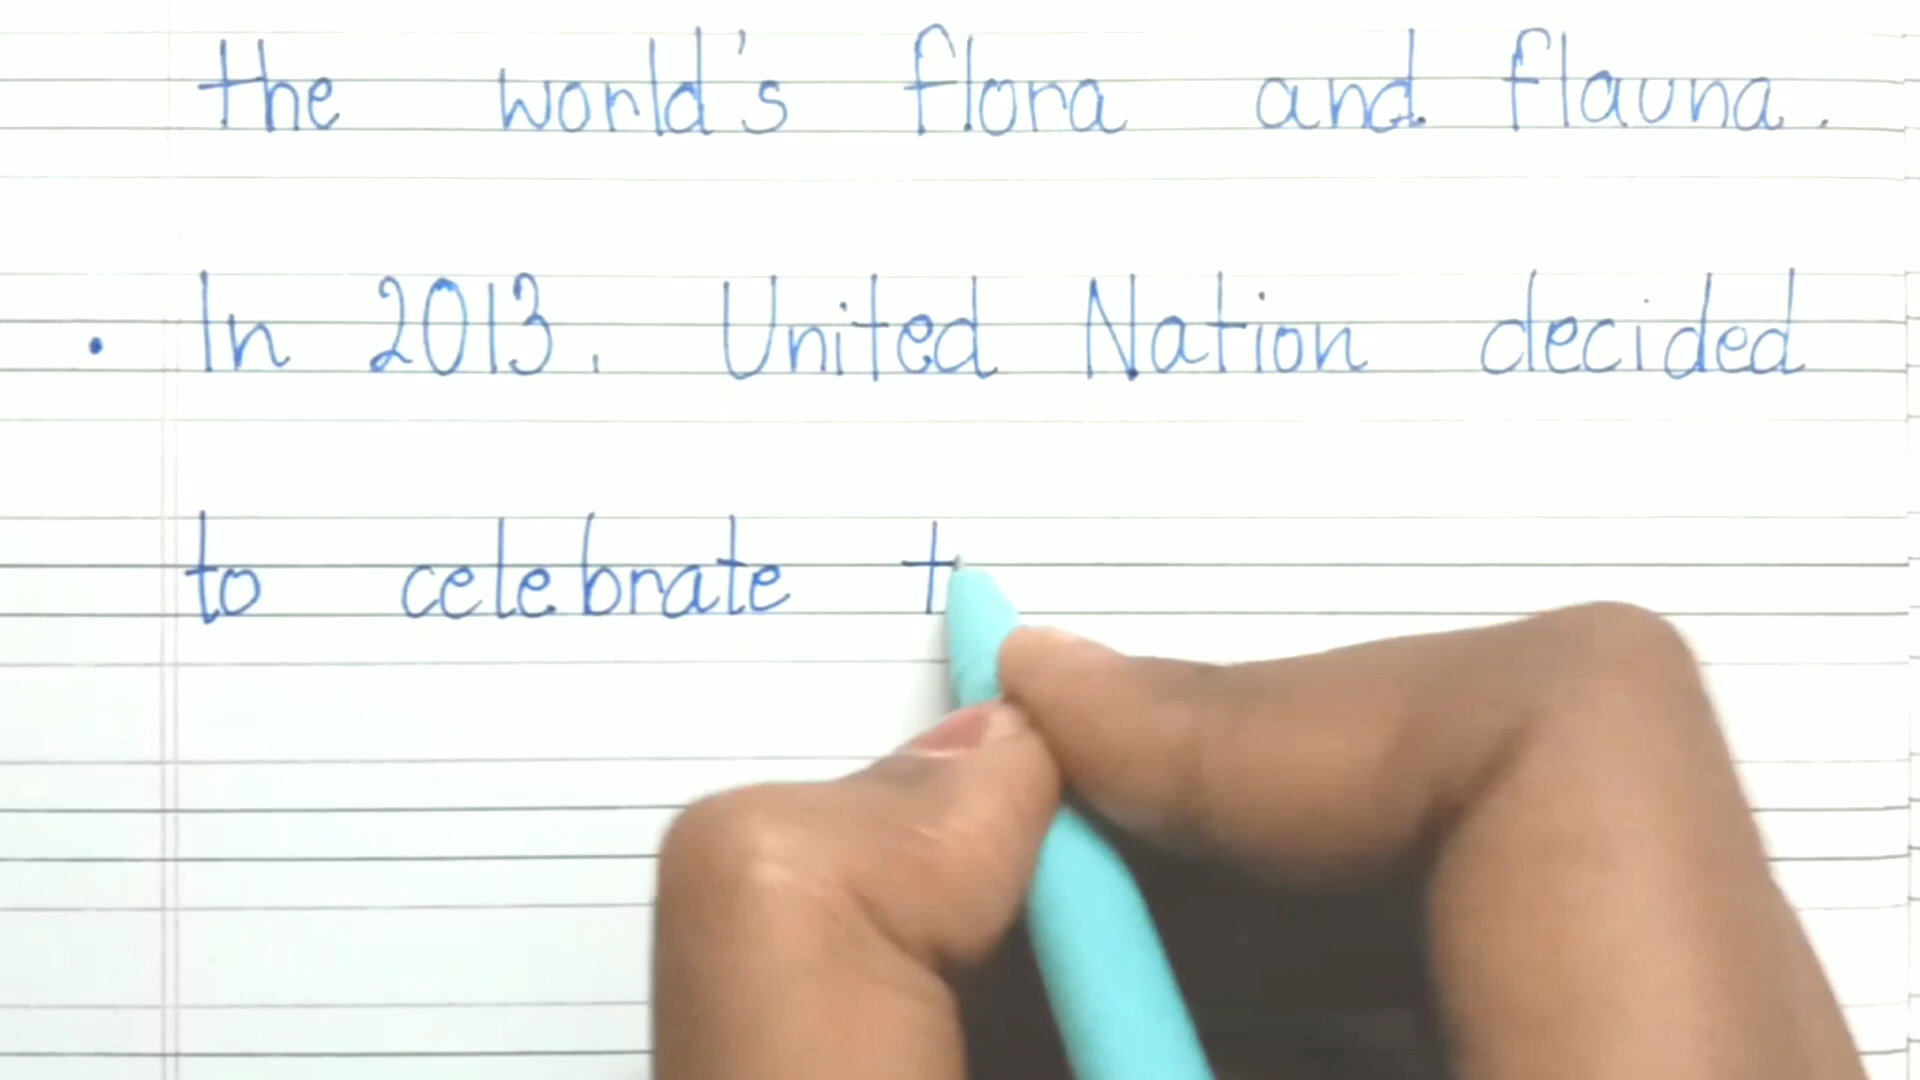 the world's flora and flauna.
• In 2013, United Nation decided
to celebrate t